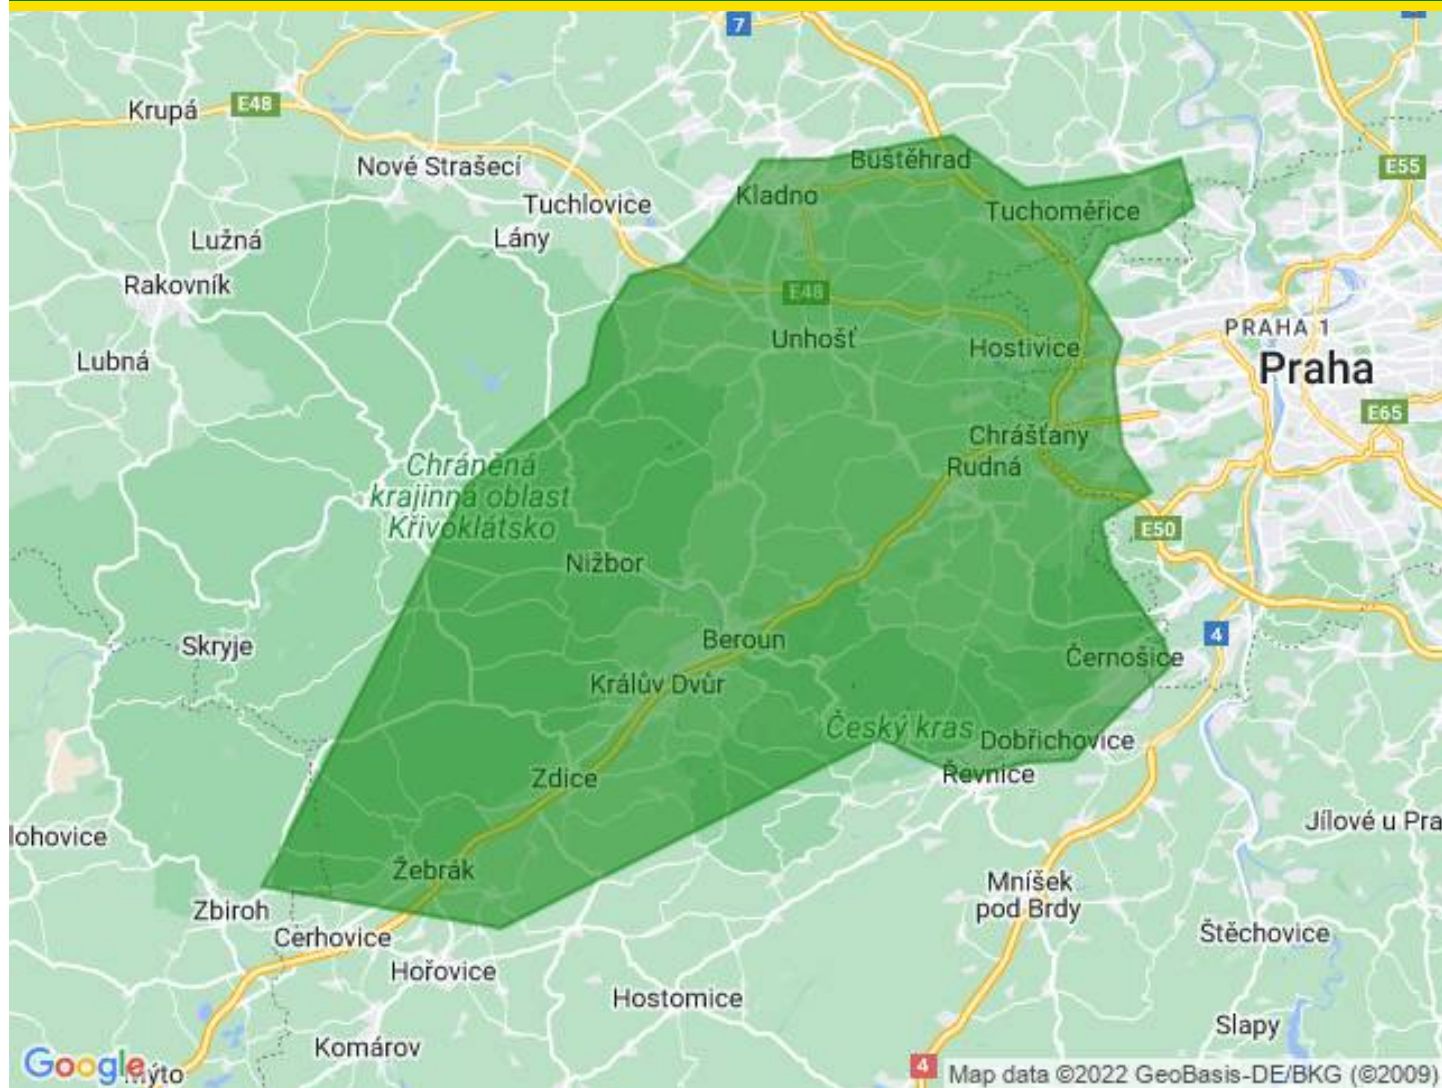 7
Krupá
E48
Buštěhrad
Nové Strašecí
E55
Kladno
Tuchlovice
Tuchoměřice
Lužná
Lány
Rakovník
E48
PRAHA 1
Unhošť
Hostivice
Lubná
Praha
E65
Chrášťany
Chráněná
krajinná oblast
Křivoklátsko
Rudná
E50
Nižbor
Skryje
Beroun
4
Černošice
Králův Dvůr
Český kras
Dobřichovice
Řevnice
Zdice
lohovice
Jílové u Pra
Žebrák
Mníšek
pod Brdy
Zbiroh
Cerhovice
Štěchovice
Hořovice
Hostomice
Slapy
Komárov
Google
Mýto
4
Map data ©2022 GeoBasis-DE/BKG (©2009)